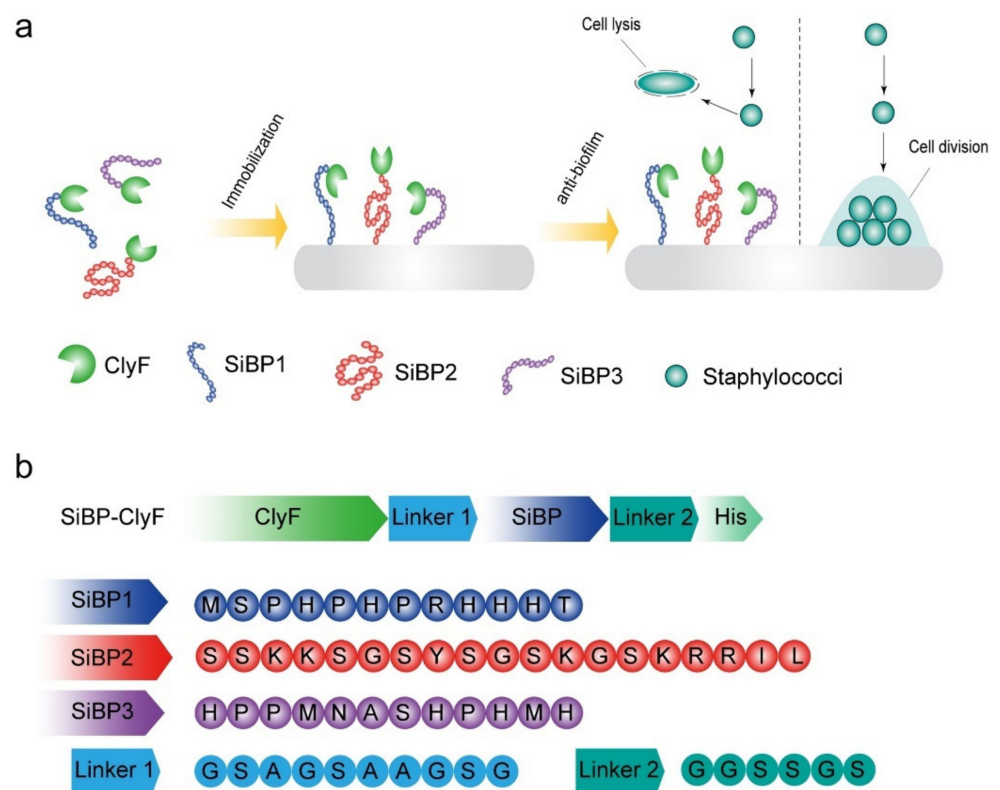 a
Cell lysis
Immobilization
anti-biofilm
Cell division
ClyF
SiBP1
SiBP2
SiBP3
Staphylococci
b
SiBP-ClyF
ClyF
Linker 1
SiBP
Linker 2
His
SiBP1
M S P H P H P R H H H T
SiBP2
S S K K S G S Y S G S K G S K R R I L
SiBP3
H P P M N A S H P H M H
Linker 1
G S A G S A A G S G
Linker 2
G G S S G S